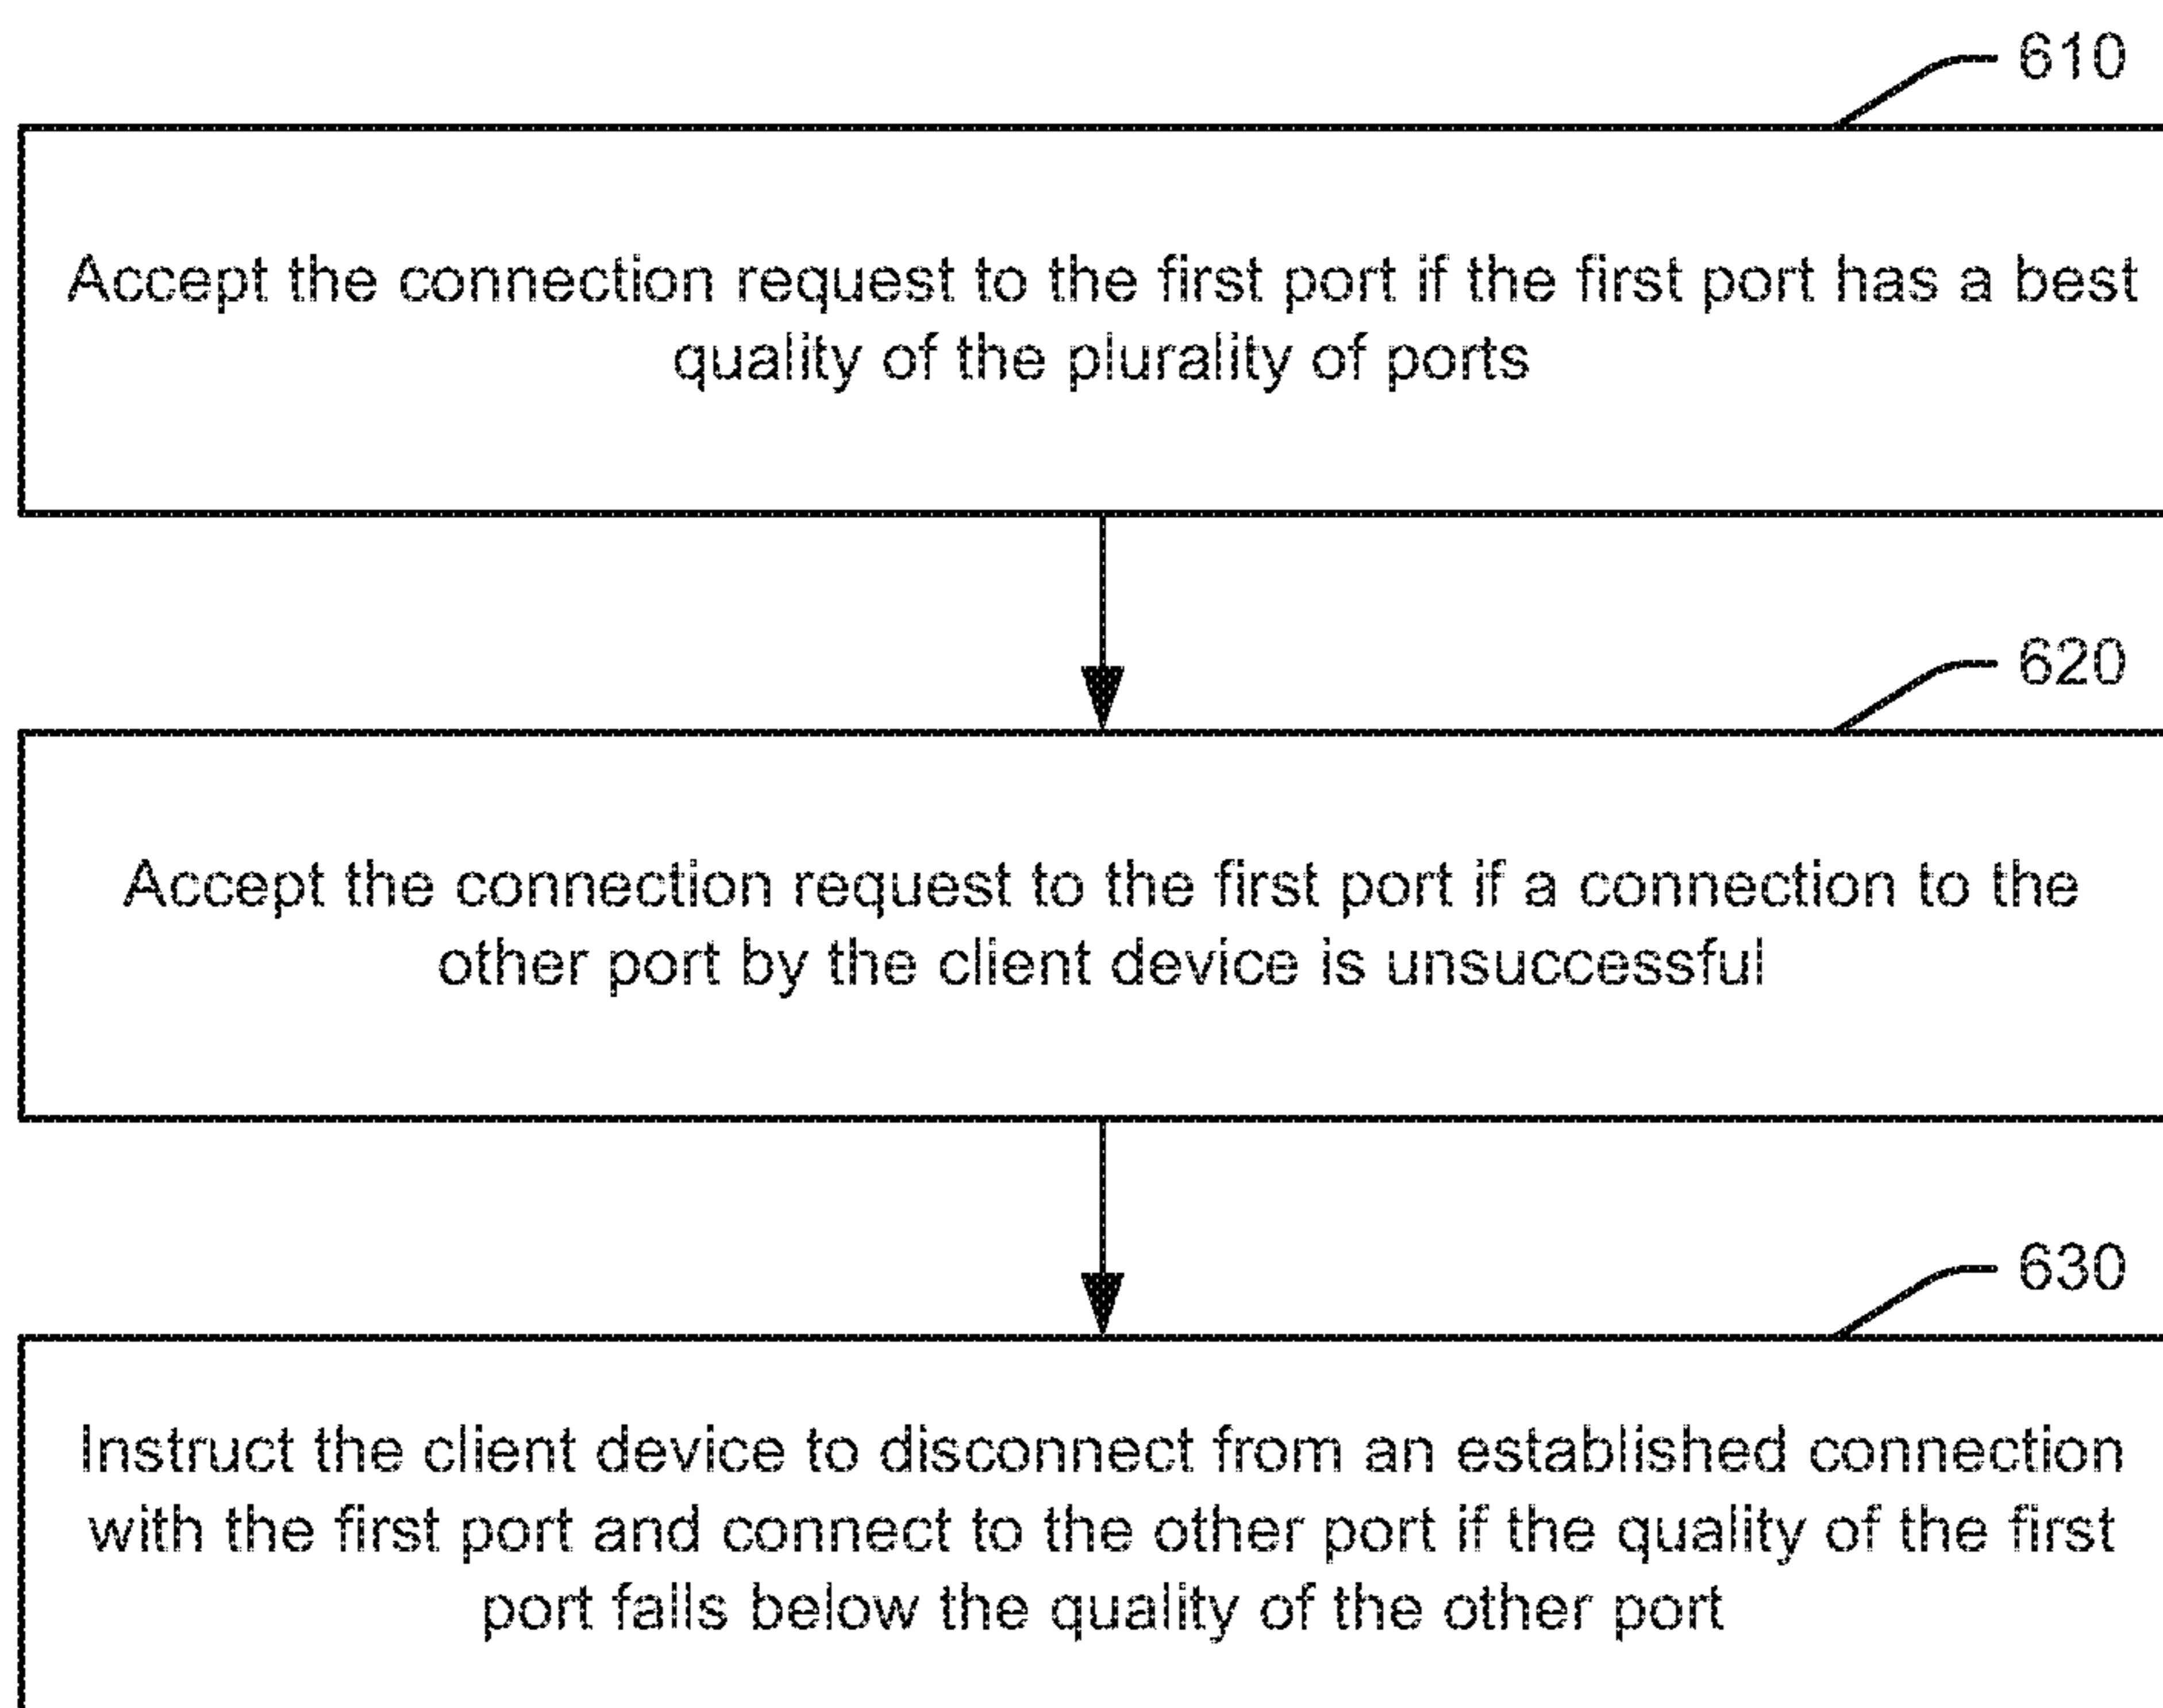 610
Accept the connection request to the first port if the first port has a best
quality of the plurality of ports
620
Accept the connection request to the first port if a connection to the
other port by the client device is unsuccessful
630
Instruct the client device to disconnect from an established connection
with the first port and connect to the other port if the quality of the first
port falls below the quality of the other port